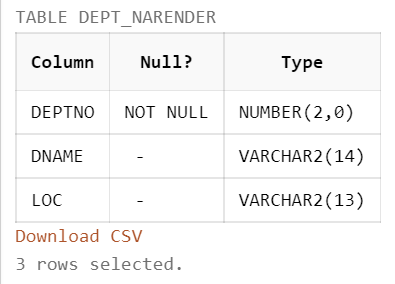 TABLE DEPT_NARENDER
Column Null? Type
DEPTNO NOT NULL NUMBER(2,0)
DNAME - VARCHAR2(14)
LOC - VARCHAR2(13)
Download CSV
3 rows selected.